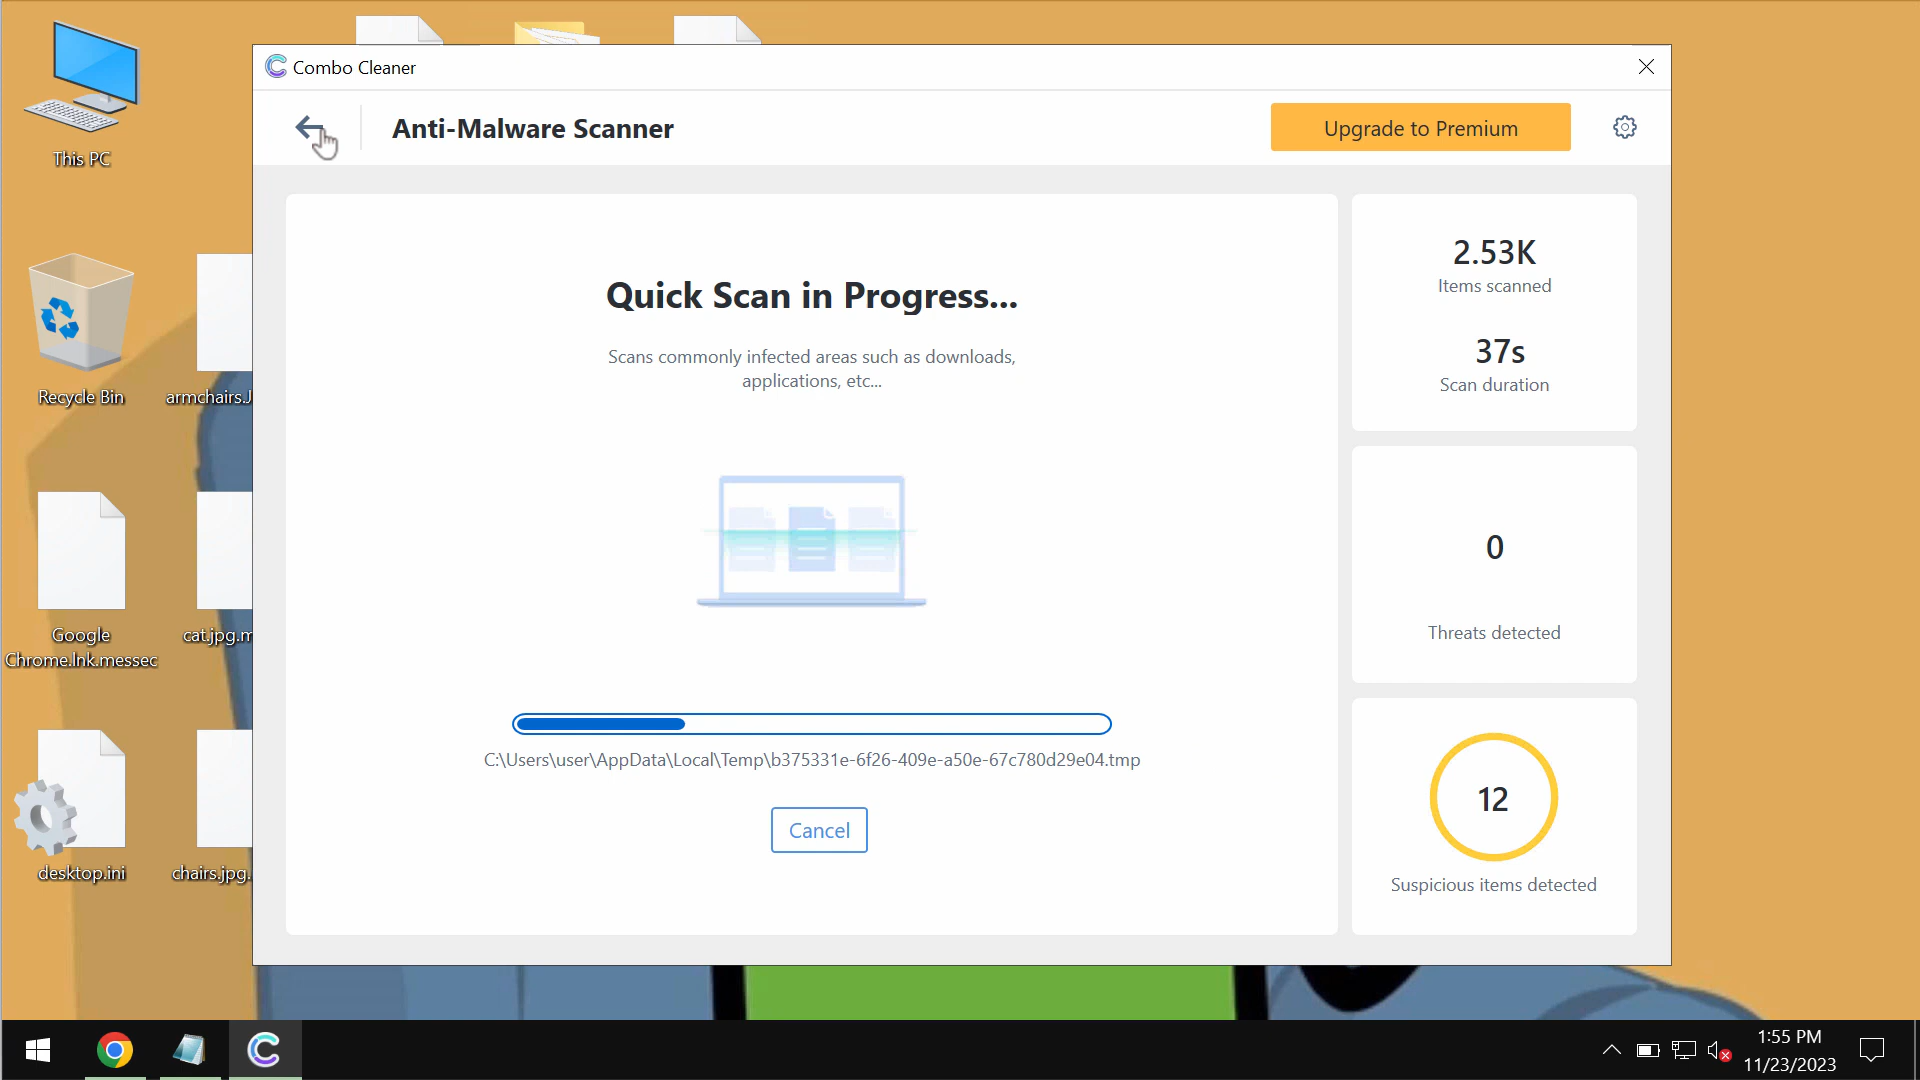 Combo Cleaner
Anti-Malware Scanner
Upgrade to Premium
This PC
Quick Scan in Progress...
Scans commonly infected areas such as downloads,
applications, etc...
2.53K
Items scanned
37s
Scan duration
Recycle Bin
armchairs.J
0
Threats detected
Google
Chrome.lnk.messec
cat.jpg.m
C:\Users\user\AppData\Local\Temp\b375331e-6f26-409e-a50e-67c780d29e04.tmp
Cancel
12
Suspicious items detected
desktop.ini
chairs.jpg.
1:55 PM
11/23/2023